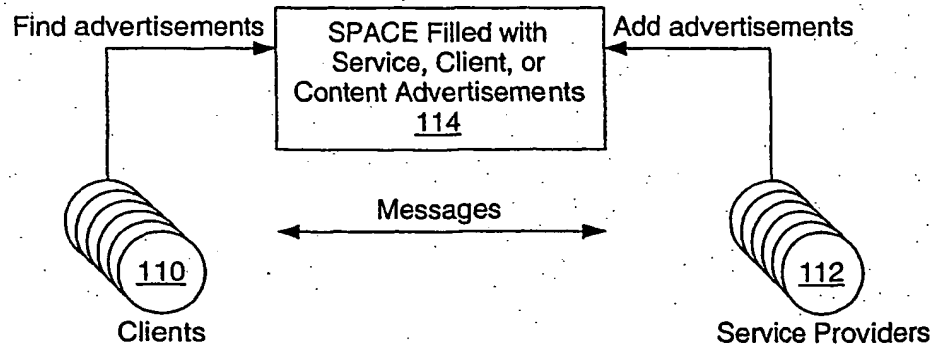 Find advertisements
SPACE Filled with
Service, Client, or
Content Advertisements
114
Add advertisements
Messages
110
Clients
112
Service Providers